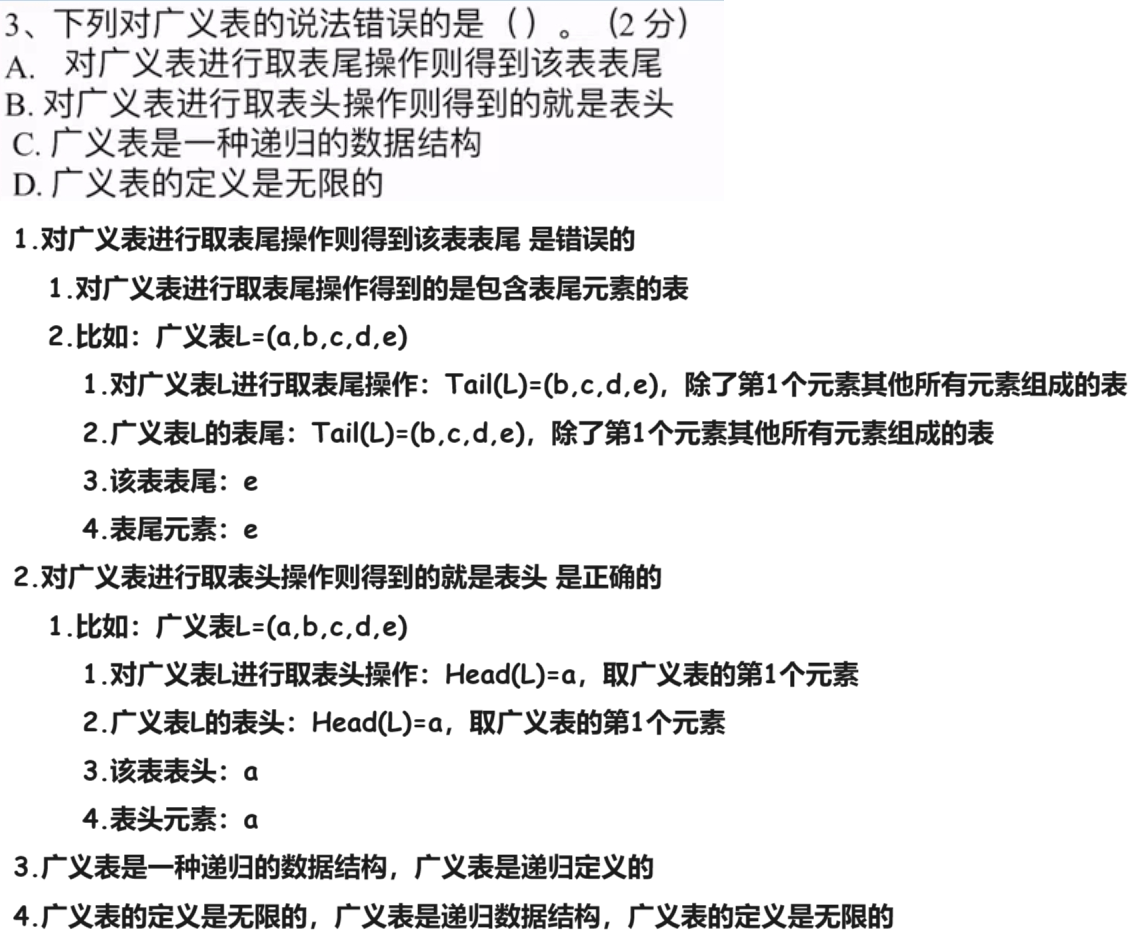 3、下列对广义表的说法错误的是（ ）。（2 分）
A. 对广义表进行取表尾操作则得到该表表尾
B. 对广义表进行取表头操作则得到的就是表头
C. 广义表是一种递归的数据结构
D. 广义表的定义是无限的
1.对广义表进行取表尾操作则得到该表表尾 是错误的
1.对广义表进行取表尾操作得到的是包含表尾元素的表
2.比如：广义表L=(a,b,c,d,e)
1.对广义表L进行取表尾操作：Tail(L)=(b,c,d,e)，除了第1个元素其他所有元素组成的表
2.广义表L的表尾：Tail(L)=(b,c,d,e)，除了第1个元素其他所有元素组成的表
3.该表表尾：e
4.表尾元素：e
2.对广义表进行取表头操作则得到的就是表头 是正确的
1.比如：广义表L=(a,b,c,d,e)
1.对广义表L进行取表头操作：Head(L)=a，取广义表的第1个元素
2.广义表L的表头：Head(L)=a，取广义表的第1个元素
3.该表表头：a
4.表头元素：a
3.广义表是一种递归的数据结构，广义表是递归定义的
4.广义表的定义是无限的，广义表是递归数据结构，广义表的定义是无限的